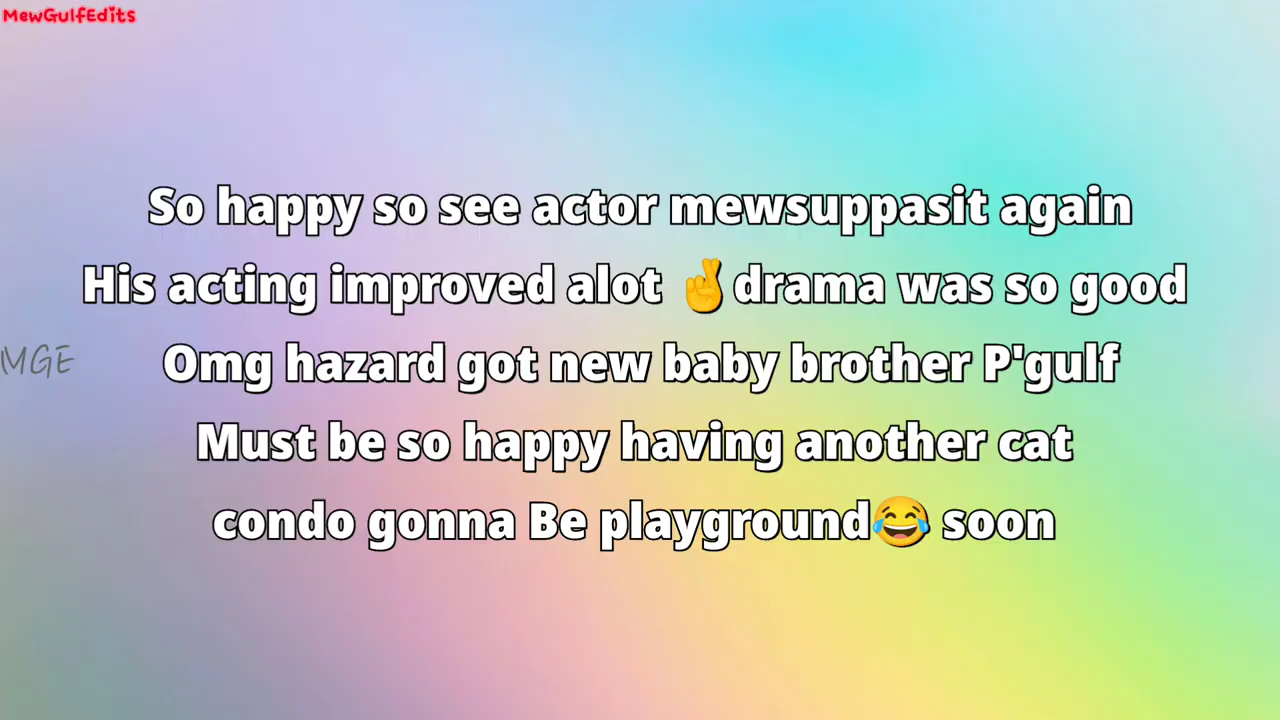 MewGulfEdits
So happy so see actor mewsuppasit again
His acting improved alot 🤞drama was so good
MGE
Omg hazard got new baby brother P'gulf
Must be so happy having another cat
condo gonna Be playground😂 soon